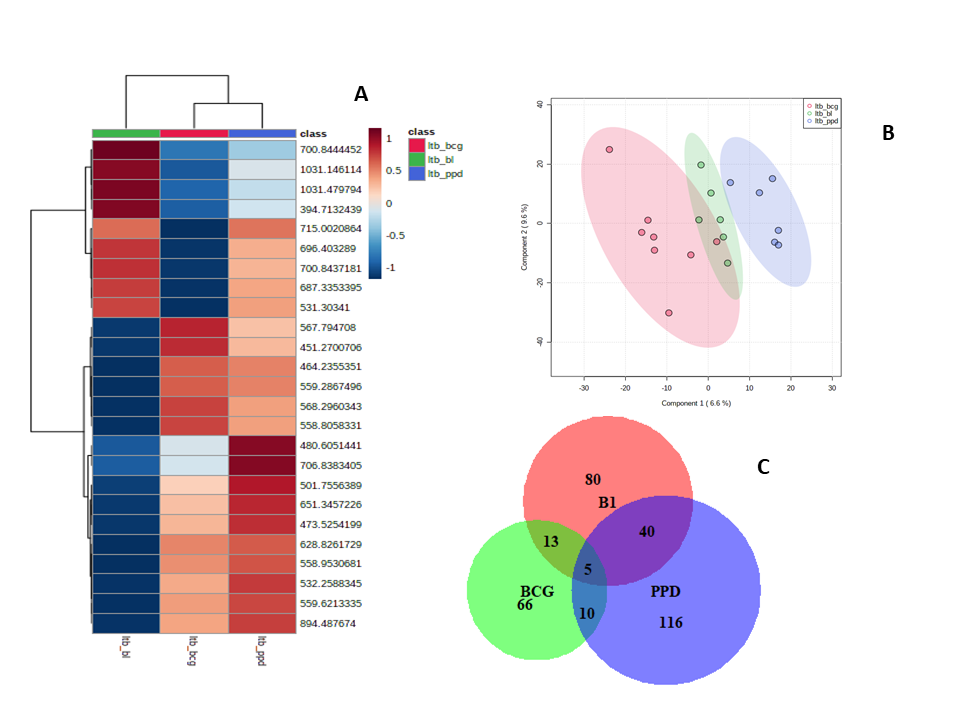 A
class
700.8444452
1031.146114
1031.479794
394.7132439
715.0020864
696.403289
700.8437181
687.3353395
531.30341
567.794708
451.2700706
464.2355351
559.2867496
568.2960343
558.8058331
480.6051441
706.8383405
501.7556389
651.3457226
473.5254199
628.8261729
558.9530681
532.2588345
559.6213335
894.487674
ltb_bl
ltb_bcg
ltb_ppd
1
0.5
0
-0.5
-1
class
ltb_bcg
ltb_bl
ltb_ppd
B
ltb_bcg
ltb_bl
ltb_ppd
Component 2 ( 9.6 %)
40
20
0
-20
-40
-30
-20
-10
0
10
20
30
Component 1 ( 6.6 %)
C
80
B1
13
40
5
BCG
66
PPD
10
116